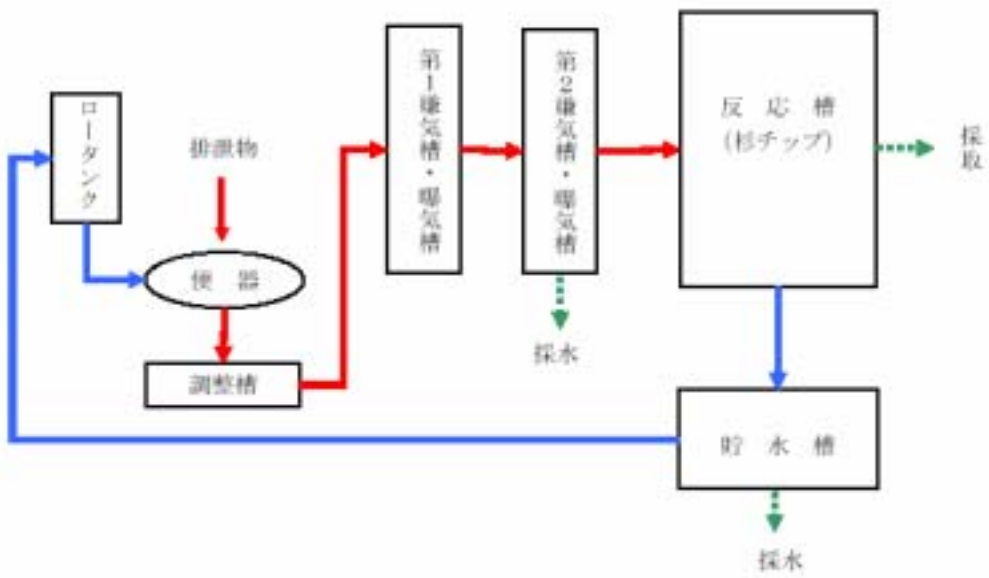 ロータンク
排泄物
便 器
調整槽
第1嫌気槽・曝気槽
第2嫌気槽・曝気槽
採水
反 応 槽
(杉チップ)
採取
貯 水 槽
採水